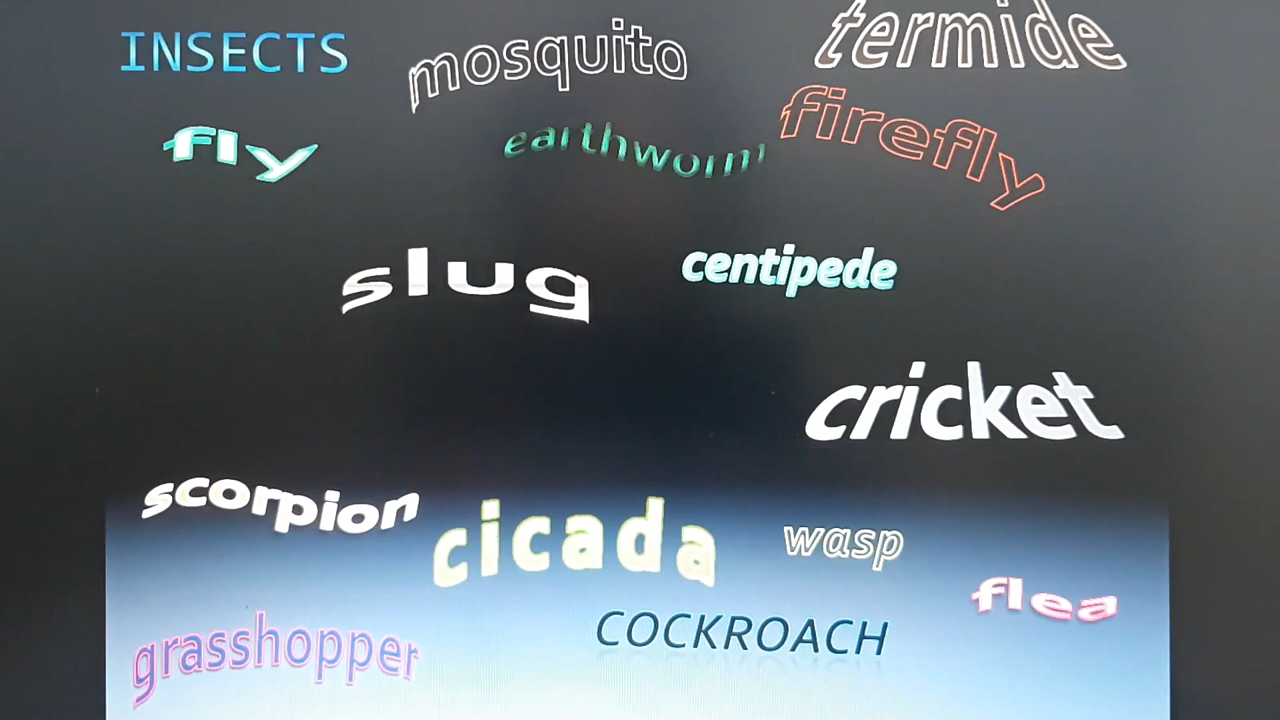 INSECTS
mosquito
termide
fly
earthworm
firefly
slug
centipede
cricket
scorpion
cicada
wasp
flea
grasshopper
COCKROACH